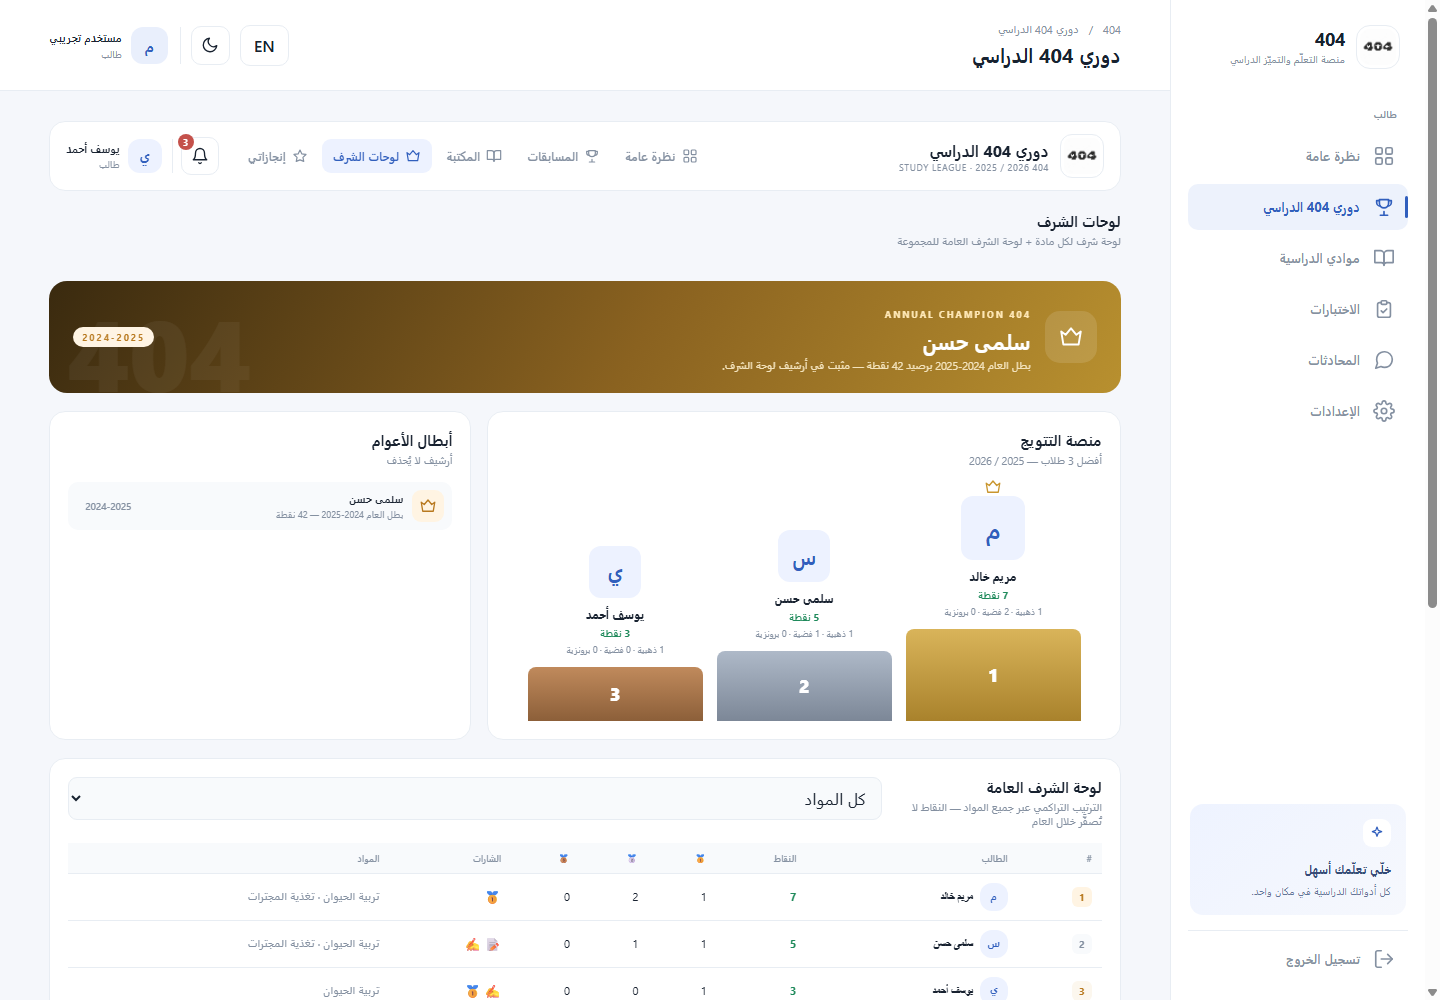 404
404
منصة التعلّم والتميّز الدراسي
طالب
نظرة عامة
دوري 404 الدراسي
موادي الدراسية
الاختبارات
المحادثات
الإعدادات
خلّي تعلّمك أسهل
كل أدواتك الدراسية في مكان واحد.
تسجيل الخروج
404 / دوري 404 الدراسي
دوري 404 الدراسي
EN
م
مستخدم تجريبي
طالب
404
دوري 404 الدراسي
404 STUDY LEAGUE · 2025 / 2026
نظرة عامة
المسابقات
المكتبة
لوحات الشرف
إنجازاتي
3
ي
يوسف أحمد
طالب
لوحات الشرف
لوحة شرف لكل مادة + لوحة الشرف العامة للمجموعة
404 ANNUAL CHAMPION
سلمى حسن
بطل العام 2024-2025 برصيد 42 نقطة — مثبت في أرشيف لوحة الشرف.
2024-2025
404
منصة التتويج
أفضل 3 طلاب — 2025 / 2026
م
مريم خالد
7 نقطة
1 ذهبية · 2 فضية · 0 برونزية
1
س
سلمى حسن
5 نقطة
1 ذهبية · 1 فضية · 0 برونزية
2
ي
يوسف أحمد
3 نقطة
1 ذهبية · 0 فضية · 0 برونزية
3
أبطال الأعوام
أرشيف لا يُحذف
سلمى حسن
بطل العام 2024-2025 — 42 نقطة
2024-2025
لوحة الشرف العامة
الترتيب التراكمي عبر جميع المواد — النقاط لا
تُصفَّر خلال العام
كل المواد
# الطالب النقاط 🥇 🥈 🥉 الشارات المواد
1 م مريم خالد 7 1 2 0 🥇 تربية الحيوان · تغذية المجترات
2 س سلمى حسن 5 1 1 0 📝 ✍️ تربية الحيوان · تغذية المجترات
3 ي يوسف أحمد 3 1 0 0 ✍️ 🥇 تربية الحيوان